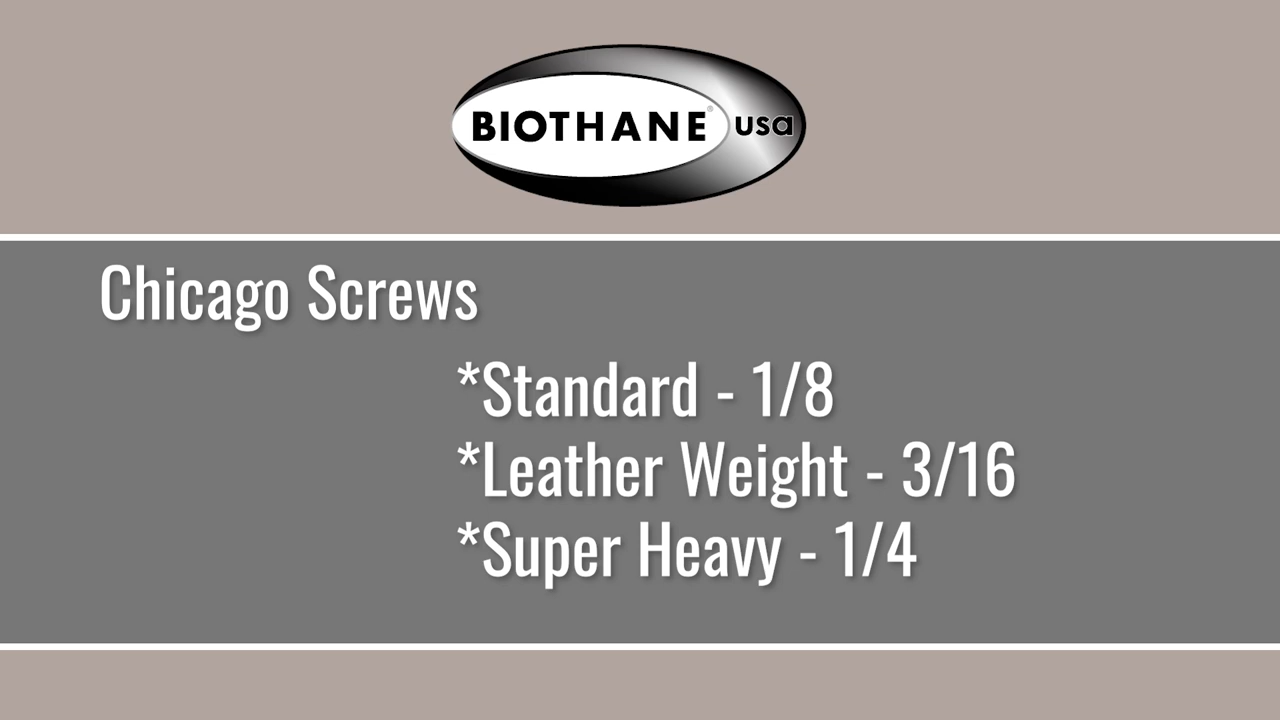 BIOTHANE® usa
Chicago Screws
*Standard - 1/8
*Leather Weight - 3/16
*Super Heavy - 1/4